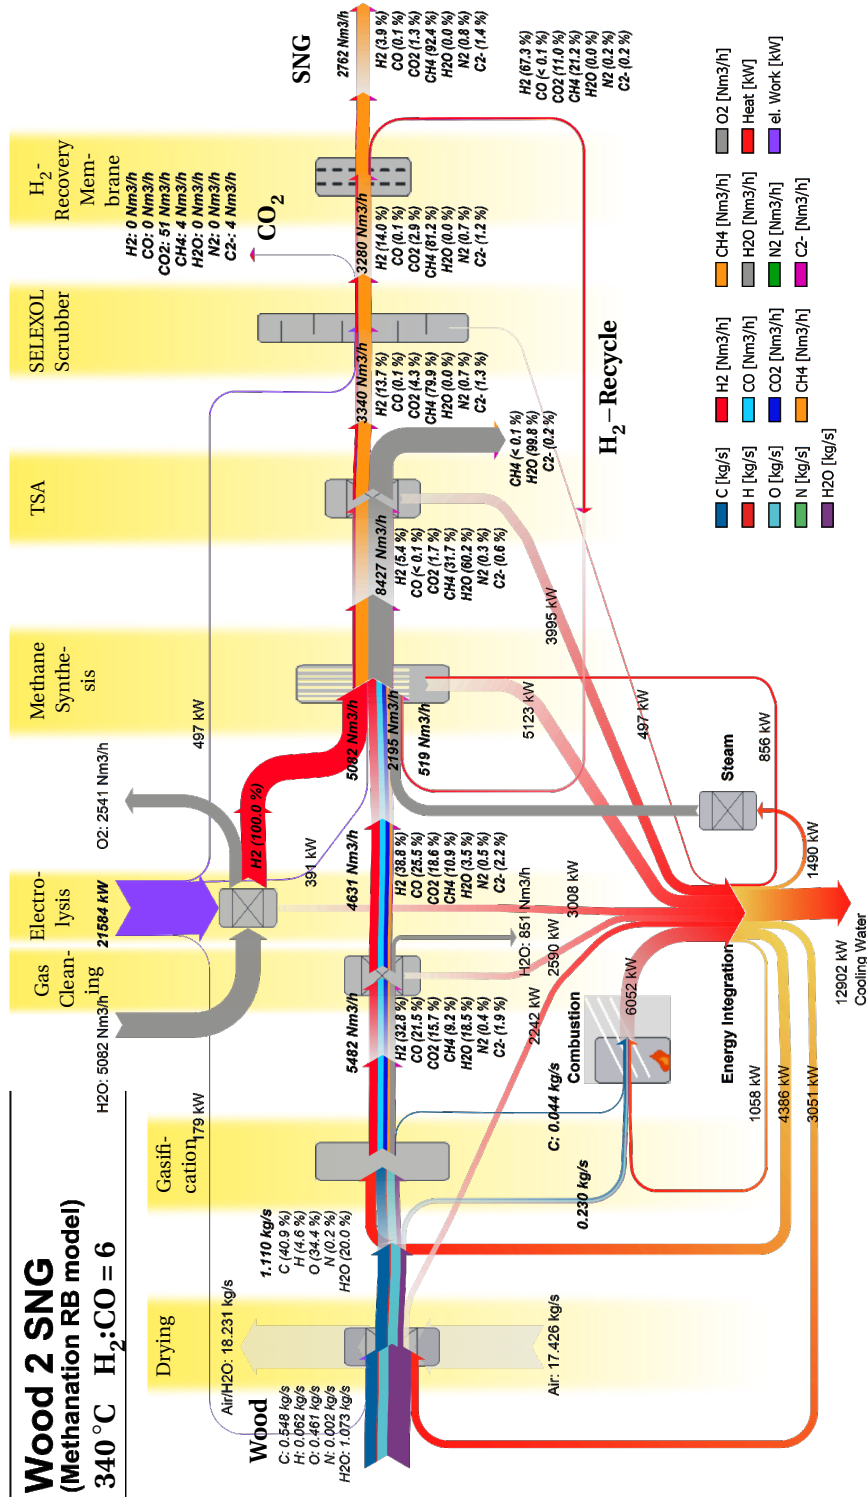 Wood 2 SNG
(Methanation RB model)
340 °C H2:CO = 6
Drying
Gasifi-
cation
Gas
Clean-
ing
Electro-
lysis
Methane
Synthe-
sis
TSA
SELEXOL
Scrubber
H2-
Recovery
Mem-
brane
Wood
C: 0.548 kg/s
H: 0.062 kg/s
O: 0.461 kg/s
N: 0.002 kg/s
H2O: 1.073 kg/s
Air/H2O: 18.231 kg/s
Air: 17.426 kg/s
179 kW
1.110 kg/s
C (40.9 %)
H (4.6 %)
O (34.4 %)
N (0.2 %)
H2O (20.0 %)
0.230 kg/s
C: 0.044 kg/s
H2O: 5082 Nm3/h
21584 kW
O2: 2541 Nm3/h
H2 (100.0 %)
391 kW
497 kW
5482 Nm3/h
H2 (32.8 %)
CO (21.5 %)
CO2 (15.7 %)
CH4 (9.2 %)
H2O (18.5 %)
N2 (0.4 %)
C2- (1.9 %)
4631 Nm3/h
H2 (38.8 %)
CO (25.5 %)
CO2 (18.6 %)
CH4 (10.9 %)
H2O (3.5 %)
N2 (0.5 %)
C2- (2.2 %)
H2O: 851 Nm3/h
5082 Nm3/h
2195 Nm3/h
519 Nm3/h
8427 Nm3/h
H2 (5.4 %)
CO (< 0.1 %)
CO2 (1.7 %)
CH4 (31.7 %)
H2O (60.2 %)
N2 (0.3 %)
C2- (0.6 %)
CH4 (< 0.1 %)
H2O (99.8 %)
C2- (0.2 %)
3340 Nm3/h
H2 (13.7 %)
CO (0.1 %)
CO2 (4.3 %)
CH4 (79.9 %)
H2O (0.0 %)
N2 (0.7 %)
C2- (1.3 %)
H2: 0 Nm3/h
CO: 0 Nm3/h
CO2: 51 Nm3/h
CH4: 4 Nm3/h
H2O: 0 Nm3/h
N2: 0 Nm3/h
C2-: 4 Nm3/h
CO2
3280 Nm3/h
H2 (14.0 %)
CO (0.1 %)
CO2 (2.9 %)
CH4 (81.2 %)
H2O (0.0 %)
N2 (0.7 %)
C2- (1.2 %)
SNG
2762 Nm3/h
H2 (3.9 %)
CO (0.1 %)
CO2 (1.3 %)
CH4 (92.4 %)
H2O (0.0 %)
N2 (0.8 %)
C2- (1.4 %)
H2 (67.3 %)
CO (< 0.1 %)
CO2 (11.0 %)
CH4 (21.2 %)
H2O (0.0 %)
N2 (0.2 %)
C2- (0.2 %)
H2–Recycle
2242 kW
2590 kW
3008 kW
5123 kW
3995 kW
497 kW
856 kW
Steam
1490 kW
Combustion
6052 kW
Energy Integration
1058 kW
4386 kW
3051 kW
12902 kW
Cooling Water
C [kg/s]
H [kg/s]
O [kg/s]
N [kg/s]
H2O [kg/s]
H2 [Nm3/h]
CO [Nm3/h]
CO2 [Nm3/h]
CH4 [Nm3/h]
CH4 [Nm3/h]
H2O [Nm3/h]
N2 [Nm3/h]
C2- [Nm3/h]
O2 [Nm3/h]
Heat [kW]
el. Work [kW]